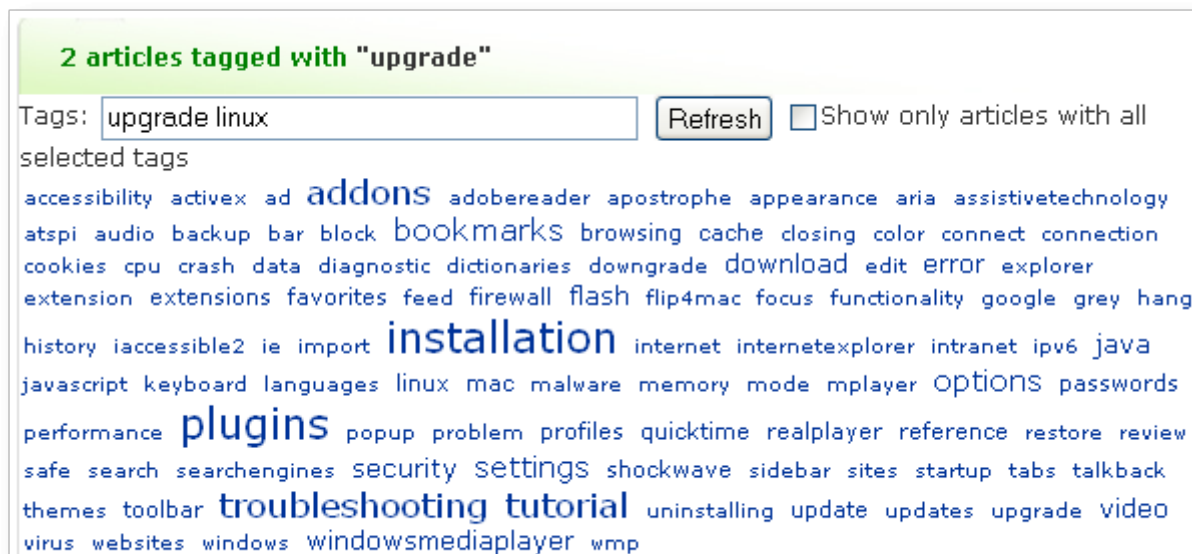 2 articles tagged with "upgrade"
Tags: upgrade linux Refresh Show only articles with all
selected tags
accessibility activex ad addons adobereader apostrophe appearance aria assistivetechnology
atspi audio backup bar block bookmarks browsing cache closing color connect connection
cookies cpu crash data diagnostic dictionaries downgrade download edit error explorer
extension extensions favorites feed firewall flash flip4mac focus functionality google grey hang
history iaccessible2 ie import installation internet internetexplorer intranet ipv6 java
javascript keyboard languages linux mac malware memory mode mplayer options passwords
performance plugins popup problem profiles quicktime realplayer reference restore review
safe search searchengines security settings shockwave sidebar sites startup tabs talkback
themes toolbar troubleshooting tutorial uninstalling update updates upgrade video
virus websites windows windowsmediaplayer wmp